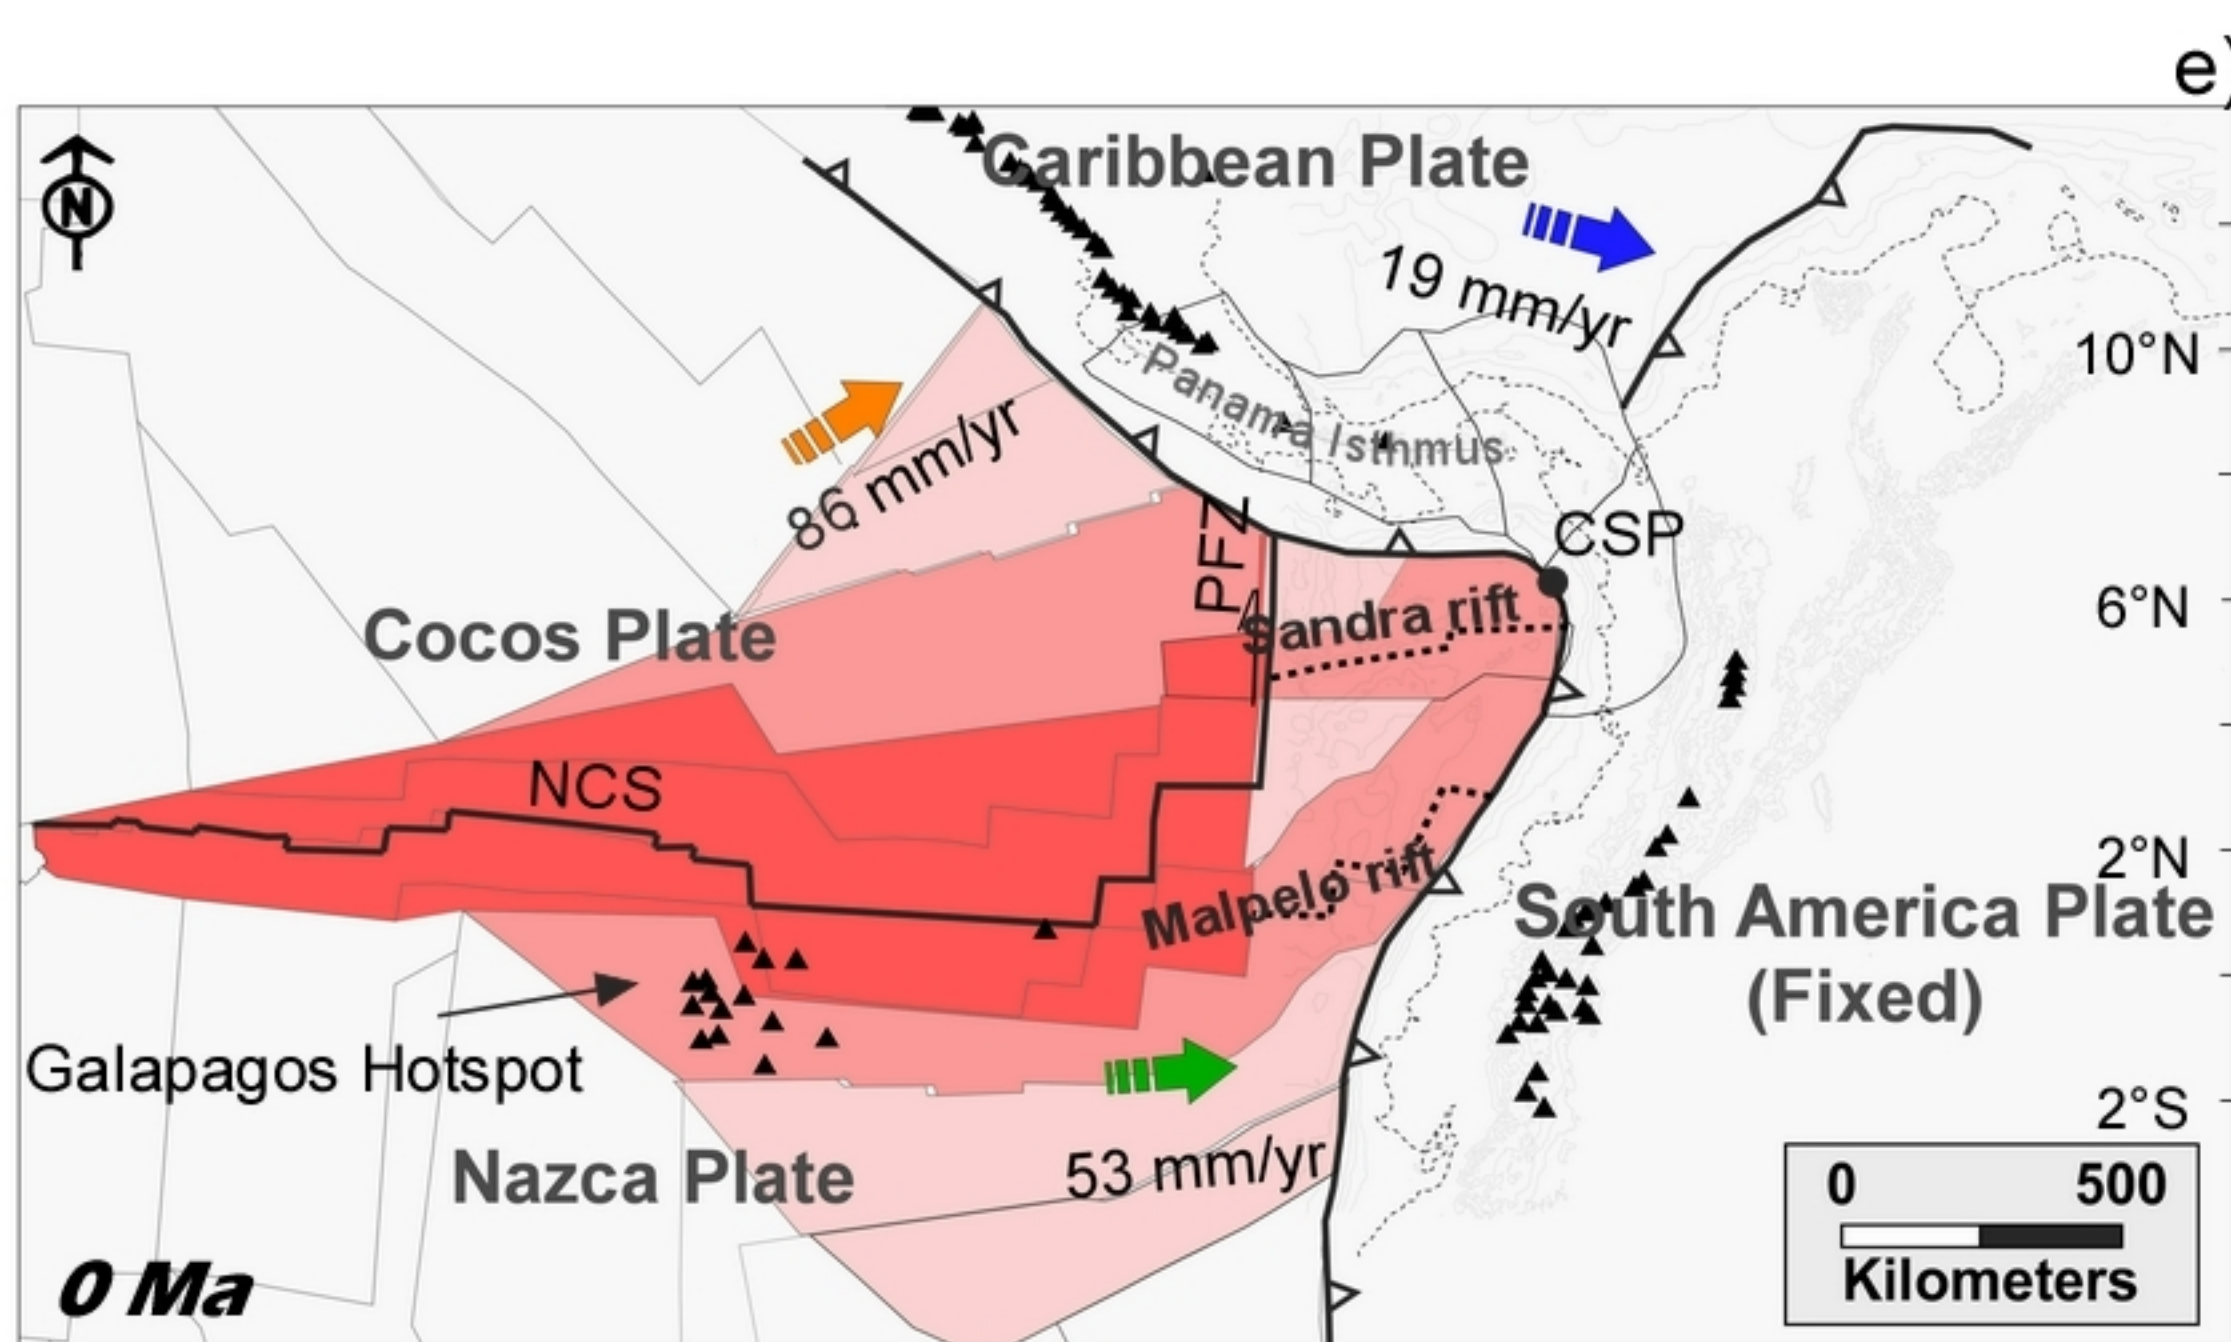 e)
N
Caribbean Plate
19 mm/yr
10°N
Panama Isthmus
86 mm/yr
PFZ
CSP
6°N
Sandra rift
Cocos Plate
NCS
2°N
Malpelo rift
South America Plate
(Fixed)
Galapagos Hotspot
2°S
53 mm/yr
Nazca Plate
0 500
Kilometers
0 Ma